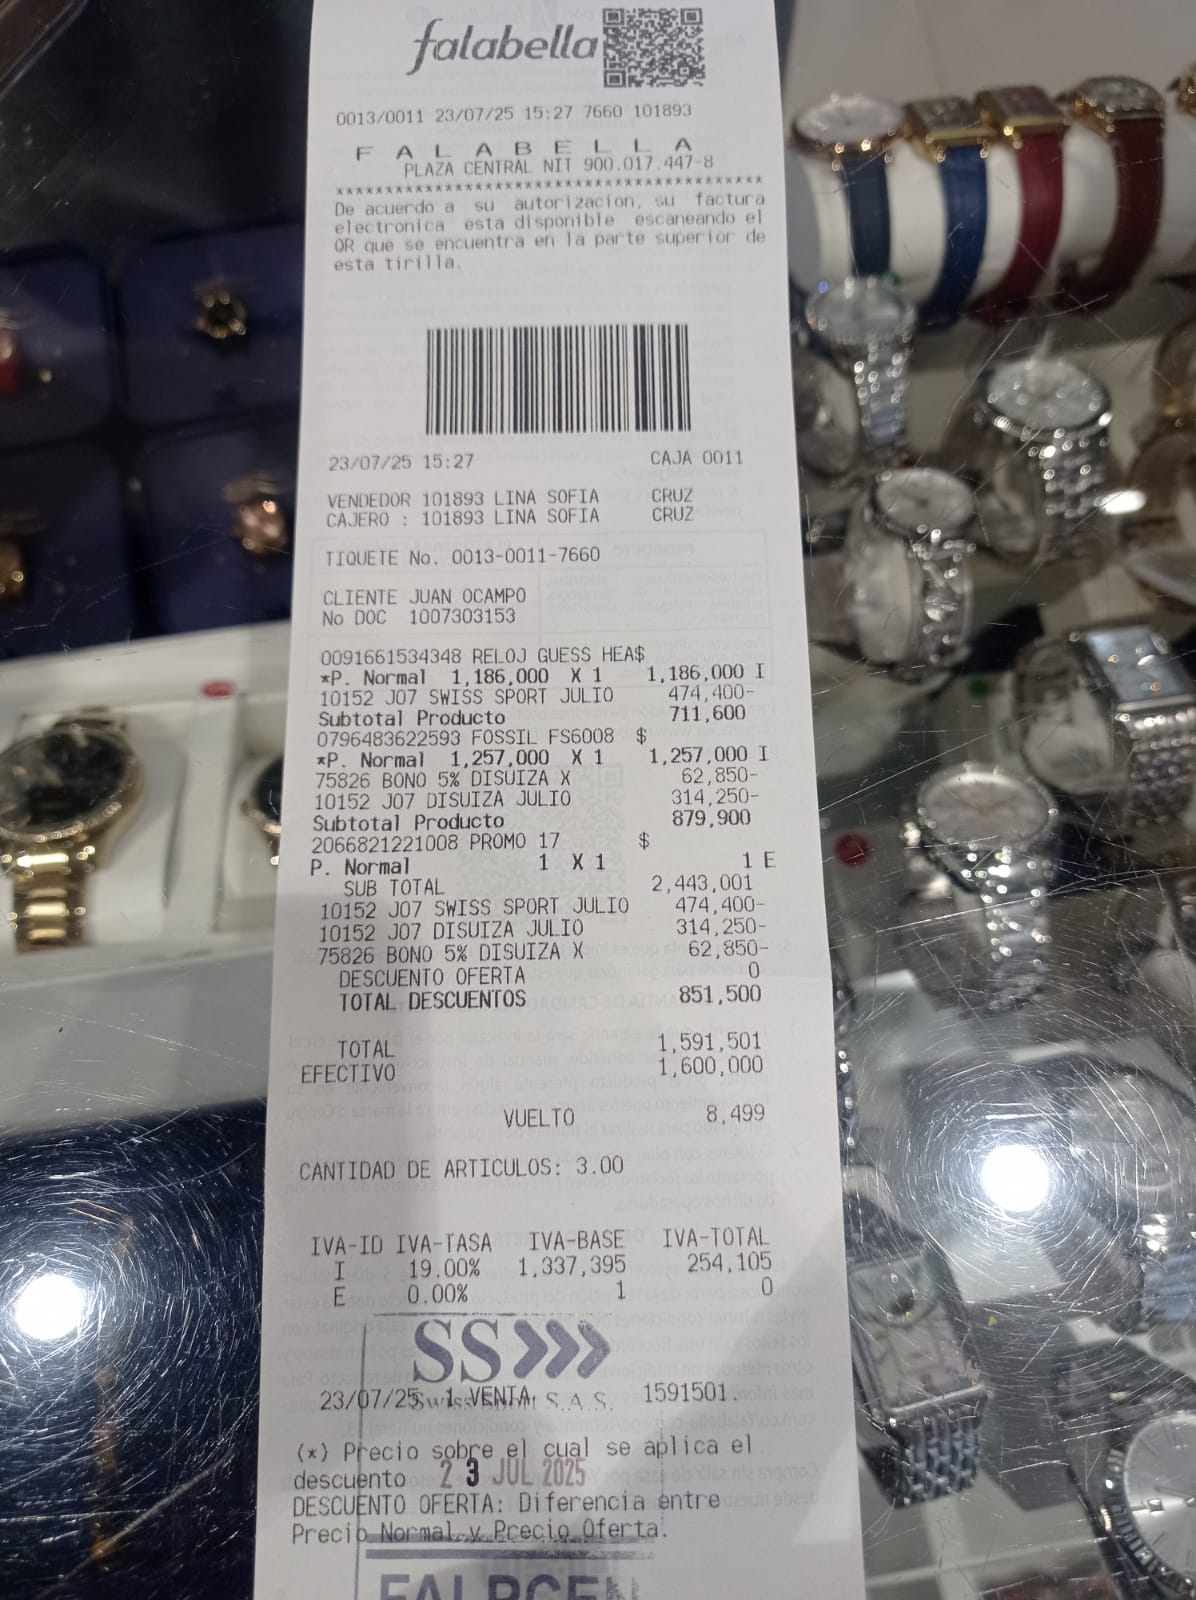 falabella
0013/0011 23/07/25 15:27 7660 101893
F A L A B E L L A
PLAZA CENTRAL NIT 900.017.447-8
*******************************************
De acuerdo a su autorizacion, su factura
electronica esta disponible escaneando el
QR que se encuentra en la parte superior de
esta tirilla.
23/07/25 15:27 CAJA 0011
VENDEDOR 101893 LINA SOFIA CRUZ
CAJERO : 101893 LINA SOFIA CRUZ
TIQUETE No. 0013-0011-7660
CLIENTE JUAN OCAMPO
No DOC 1007303153
0091661534348 RELOJ GUESS HEA$
*P. Normal 1,186,000 X 1 1,186,000 I
10152 J07 SWISS SPORT JULIO 474,400-
Subtotal Producto 711,600
0796483622593 FOSSIL FS6008 $
*P. Normal 1,257,000 X 1 1,257,000 I
75826 BONO 5% DISUIZA X 62,850-
10152 J07 DISUIZA JULIO 314,250-
Subtotal Producto 879,900
2066821221008 PROMO 17 $
P. Normal 1 X 1 1 E
SUB TOTAL 2,443,001
10152 J07 SWISS SPORT JULIO 474,400-
10152 J07 DISUIZA JULIO 314,250-
75826 BONO 5% DISUIZA X 62,850-
DESCUENTO OFERTA 0
TOTAL DESCUENTOS 851,500
TOTAL 1,591,501
EFECTIVO 1,600,000
VUELTO 8,499
CANTIDAD DE ARTICULOS: 3.00
IVA-ID IVA-TASA IVA-BASE IVA-TOTAL
I 19.00% 1,337,395 254,105
E 0.00% 1 0
SS
23/07/25 1 VENTA 1591501.
S.A.S.
(*) Precio sobre el cual se aplica el
descuento 23 JUL 2025
DESCUENTO OFERTA: Diferencia entre
Precio Normal y Precio Oferta.